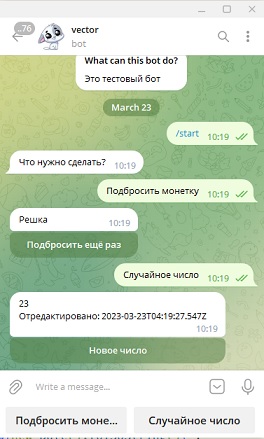 ..76
vector
bot
What can this bot do?
Это тестовый бот
March 23
/start
10:19
Что нужно сделать?
10:19
Подбросить монетку
10:19
Решка
10:19
Подбросить ещё раз
Случайное число
10:19
23
Отредактировано: 2023-03-23T04:19:27.547Z
10:19
Новое число
Write a message...
Подбросить моне...
Случайное число